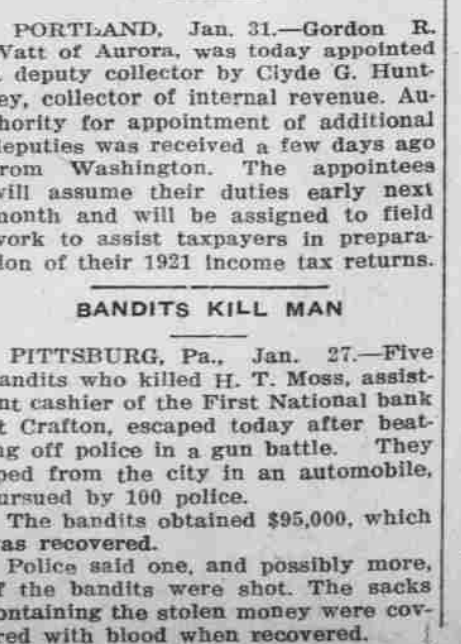 PORTLAND, Jan. 31.—Gordon R.
Vatt of Aurora, was today appointed
deputy collector by Clyde G. Hunt-
ey, collector of internal revenue. Au-
hority for appointment of additional
deputies was received a few days ago
rom Washington. The appointees
will assume their duties early next
month and will be assigned to field
work to assist taxpayers in prepara-
ion of their 1921 income tax returns.
BANDITS KILL MAN
PITTSBURG, Pa., Jan. 27.—Five
andits who killed H. T. Moss, assist-
nt cashier of the First National bank
t Crafton, escaped today after beat-
ng off police in a gun battle. They
ped from the city in an automobile,
ursued by 100 police.
The bandits obtained $95,000, which
as recovered.
Police said one, and possibly more,
f the bandits were shot. The sacks
ontaining the stolen money were cov-
red with blood when recovered.